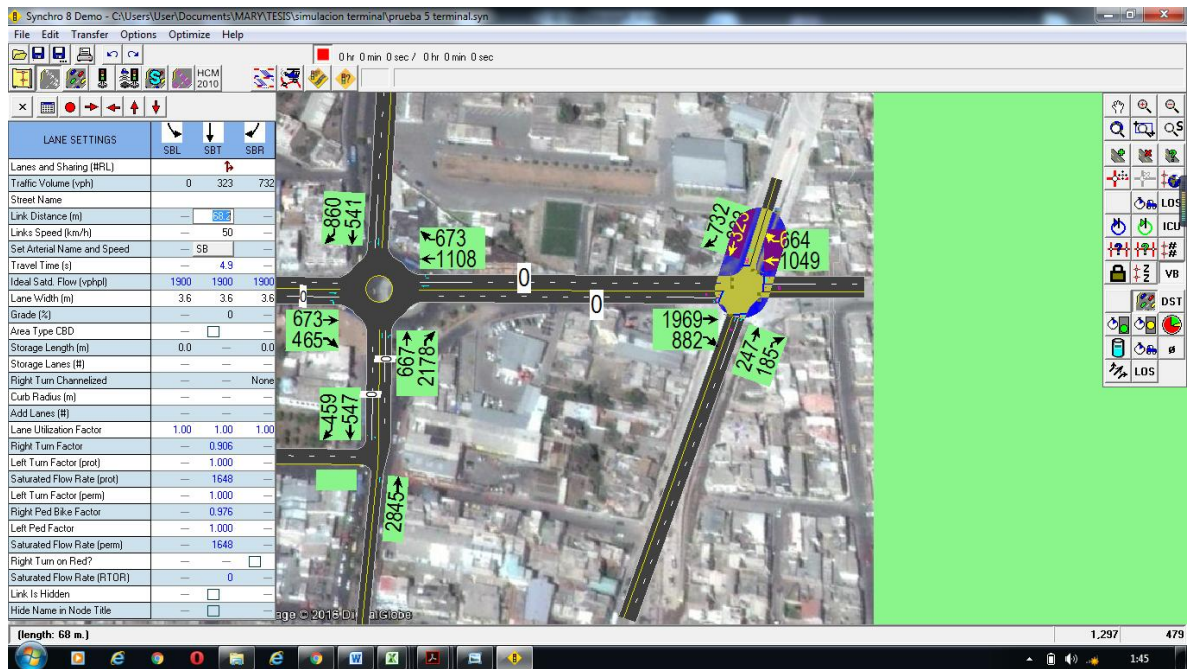 Synchro 8 Demo - C:\Users\User\Documents\MARY\TESIS\simulacion terminal\prueba 5 terminal.syn
File Edit Transfer Options Optimize Help
0 hr 0 min 0 sec / 0 hr 0 min 0 sec
HCM
2010
LANE SETTINGS SBL SBT SBR
Lanes and Sharing (#RL)
Traffic Volume (vph) 0 323 732
Street Name
Link Distance (m) — 68.2 —
Links Speed (km/h) — 50 —
Set Arterial Name and Speed — SB —
Travel Time (s) — 4.9 —
Ideal Satd. Flow (vphpl) 1900 1900 1900
Lane Width (m) 3.6 3.6 3.6
Grade (%) — 0 —
Area Type CBD — —
Storage Length (m) 0.0 — 0.0
Storage Lanes (#) — — —
Right Turn Channelized — — None
Curb Radius (m) — — —
Add Lanes (#) — — —
Lane Utilization Factor 1.00 1.00 1.00
Right Turn Factor — 0.906 —
Left Turn Factor (prot) — 1.000 —
Saturated Flow Rate (prot) — 1648 —
Left Turn Factor (perm) — 1.000 —
Right Ped Bike Factor — 0.976 —
Left Ped Factor — 1.000 —
Saturated Flow Rate (perm) — 1648 —
Right Turn on Red? — —
Saturated Flow Rate (RTOR) — 0 —
Link Is Hidden — —
Hide Name in Node Title — —
860
541
673
1108
0
0
0
673
465
667
2178
0
0
459
547
2845
732
323
664
1049
1969
882
247
185
age © 2016 Di alGlobe
LOS
ICU
VB
DST
LOS
(length: 68 m.) 1,297 479
1:45